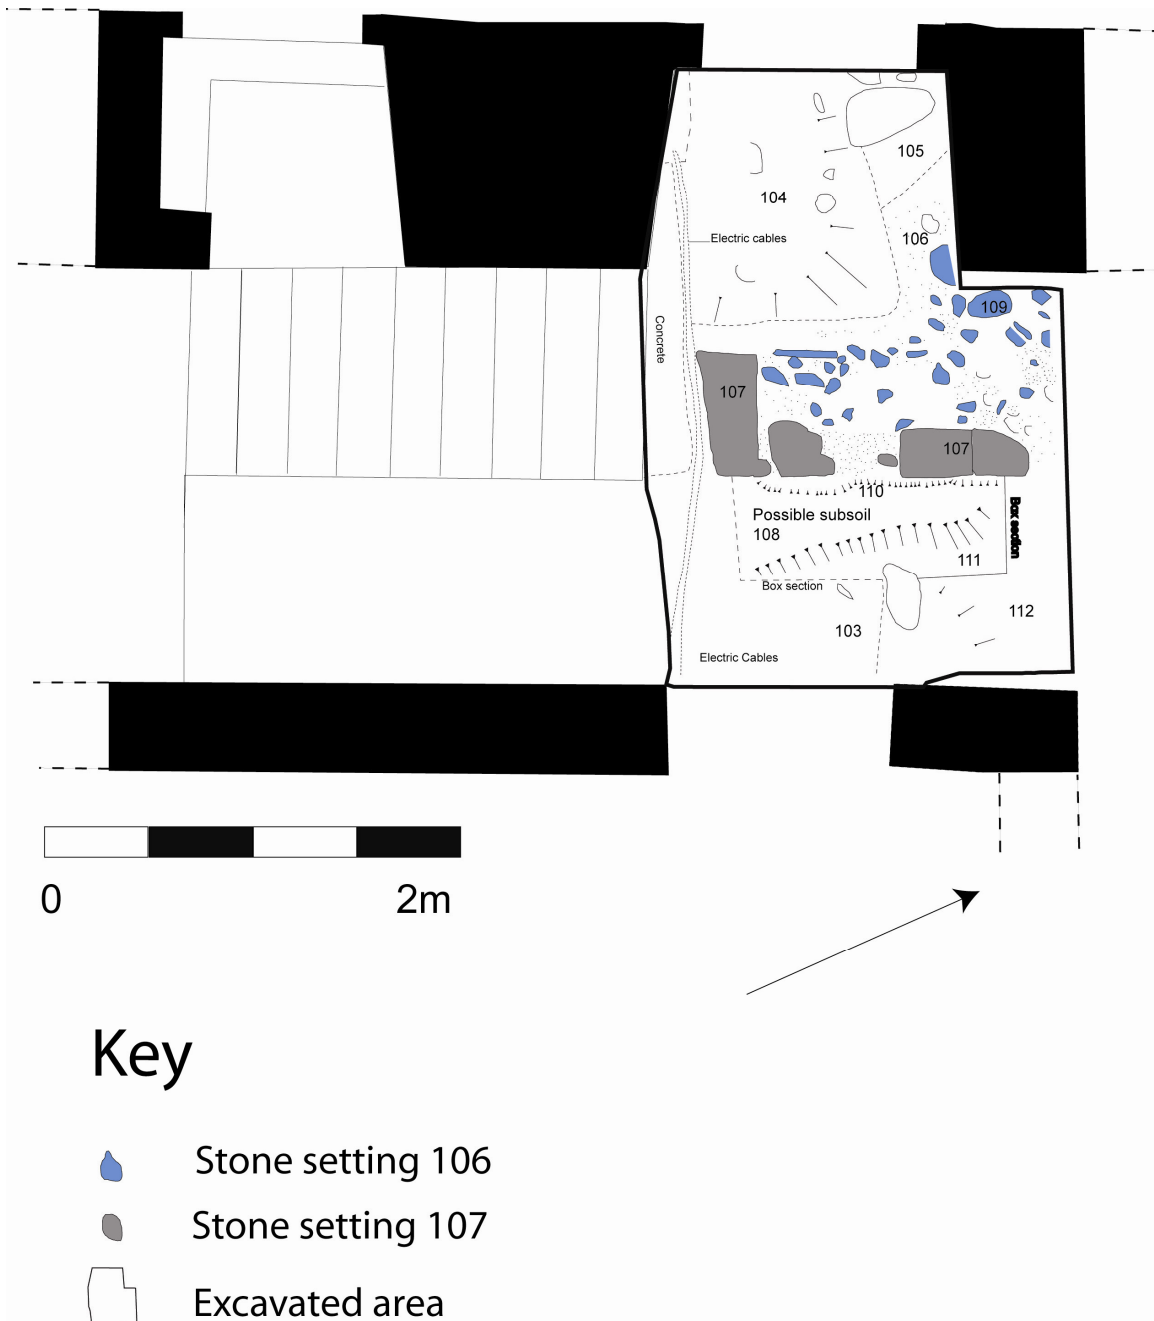 105
104
106
Electric cables
109
Concrete
107
107
110
Possible subsoil
108
Box section
111
Box section
112
103
Electric Cables
0
2m
Key
Stone setting 106
Stone setting 107
Excavated area